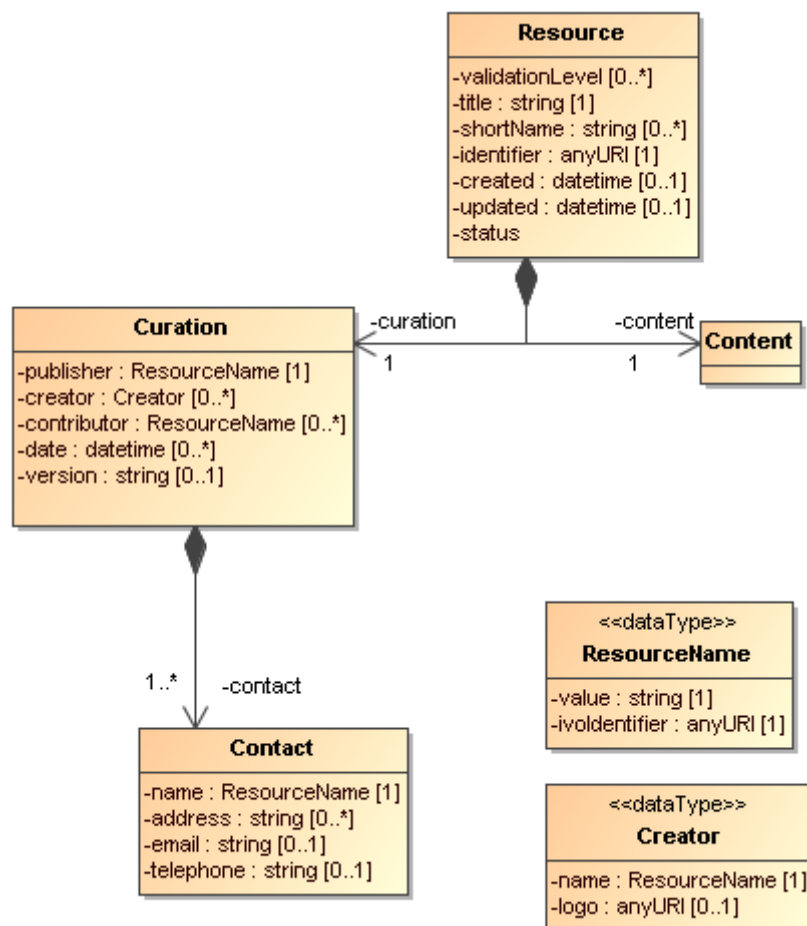 Resource
-validationLevel [0..*]
-title : string [1]
-shortName : string [0..*]
-identifier : anyURI [1]
-created : datetime [0..1]
-updated : datetime [0..1]
-status
-curation
1
-content
1
Curation
-publisher : ResourceName [1]
-creator : Creator [0..*]
-contributor : ResourceName [0..*]
-date : datetime [0..*]
-version : string [0..1]
Content
1..*
-contact
Contact
-name : ResourceName [1]
-address : string [0..*]
-email : string [0..1]
-telephone : string [0..1]
<<dataType>>
ResourceName
-value : string [1]
-ivoIdentifier : anyURI [1]
<<dataType>>
Creator
-name : ResourceName [1]
-logo : anyURI [0..1]